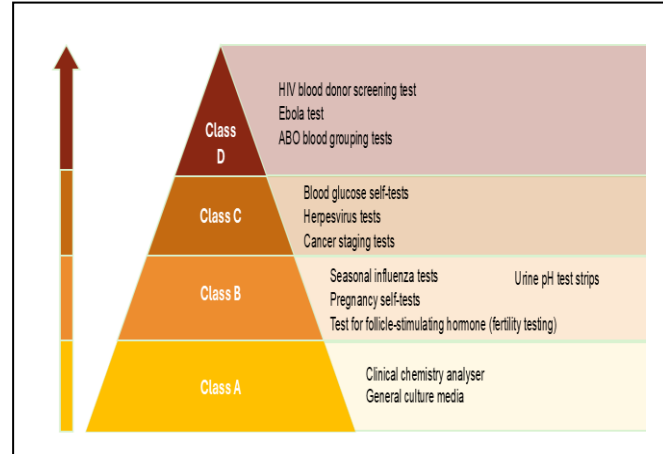 Class
D
HIV blood donor screening test
Ebola test
ABO blood grouping tests
Class C
Blood glucose self-tests
Herpesvirus tests
Cancer staging tests
Class B
Seasonal influenza tests
Urine pH test strips
Pregnancy self-tests
Test for follicle-stimulating hormone (fertility testing)
Class A
Clinical chemistry analyser
General culture media